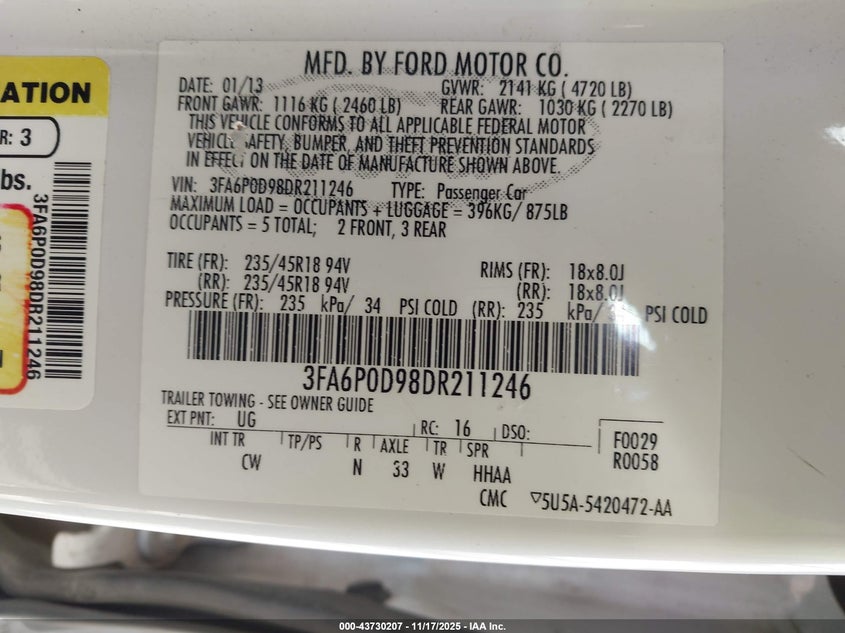 MFD. BY FORD MOTOR CO.
DATE: 01/13 GVWR: 2141 KG ( 4720 LB)
FRONT GAWR: 1116 KG ( 2460 LB) REAR GAWR: 1030 KG ( 2270 LB)
THIS VEHICLE CONFORMS TO ALL APPLICABLE FEDERAL MOTOR
VEHICLE SAFETY, BUMPER, AND THEFT PREVENTION STANDARDS
IN EFFECT ON THE DATE OF MANUFACTURE SHOWN ABOVE.
VIN: 3FA6P0D98DR211246 TYPE: Passenger Car
MAXIMUM LOAD = OCCUPANTS + LUGGAGE = 396KG/ 875LB
OCCUPANTS = 5 TOTAL; 2 FRONT, 3 REAR
TIRE (FR): 235/45R18 94V RIMS (FR): 18x8.0J
(RR): 235/45R18 94V (RR): 18x8.0J
PRESSURE (FR): 235 kPa/ 34 PSI COLD (RR): 235 kPa/ PSI COLD
3FA6P0D98DR211246
TRAILER TOWING - SEE OWNER GUIDE
EXT PNT: UG RC: 16 DSO:
INT TR TP/PS R AXLE TR SPR
CW N 33 W HHAA
CMC
F0029
R0058
5U5A-5420472-AA
ATION
R: 3
bs.
3FA6P0D98DR211246
000-43730207 - 11/17/2025 - IAA Inc.